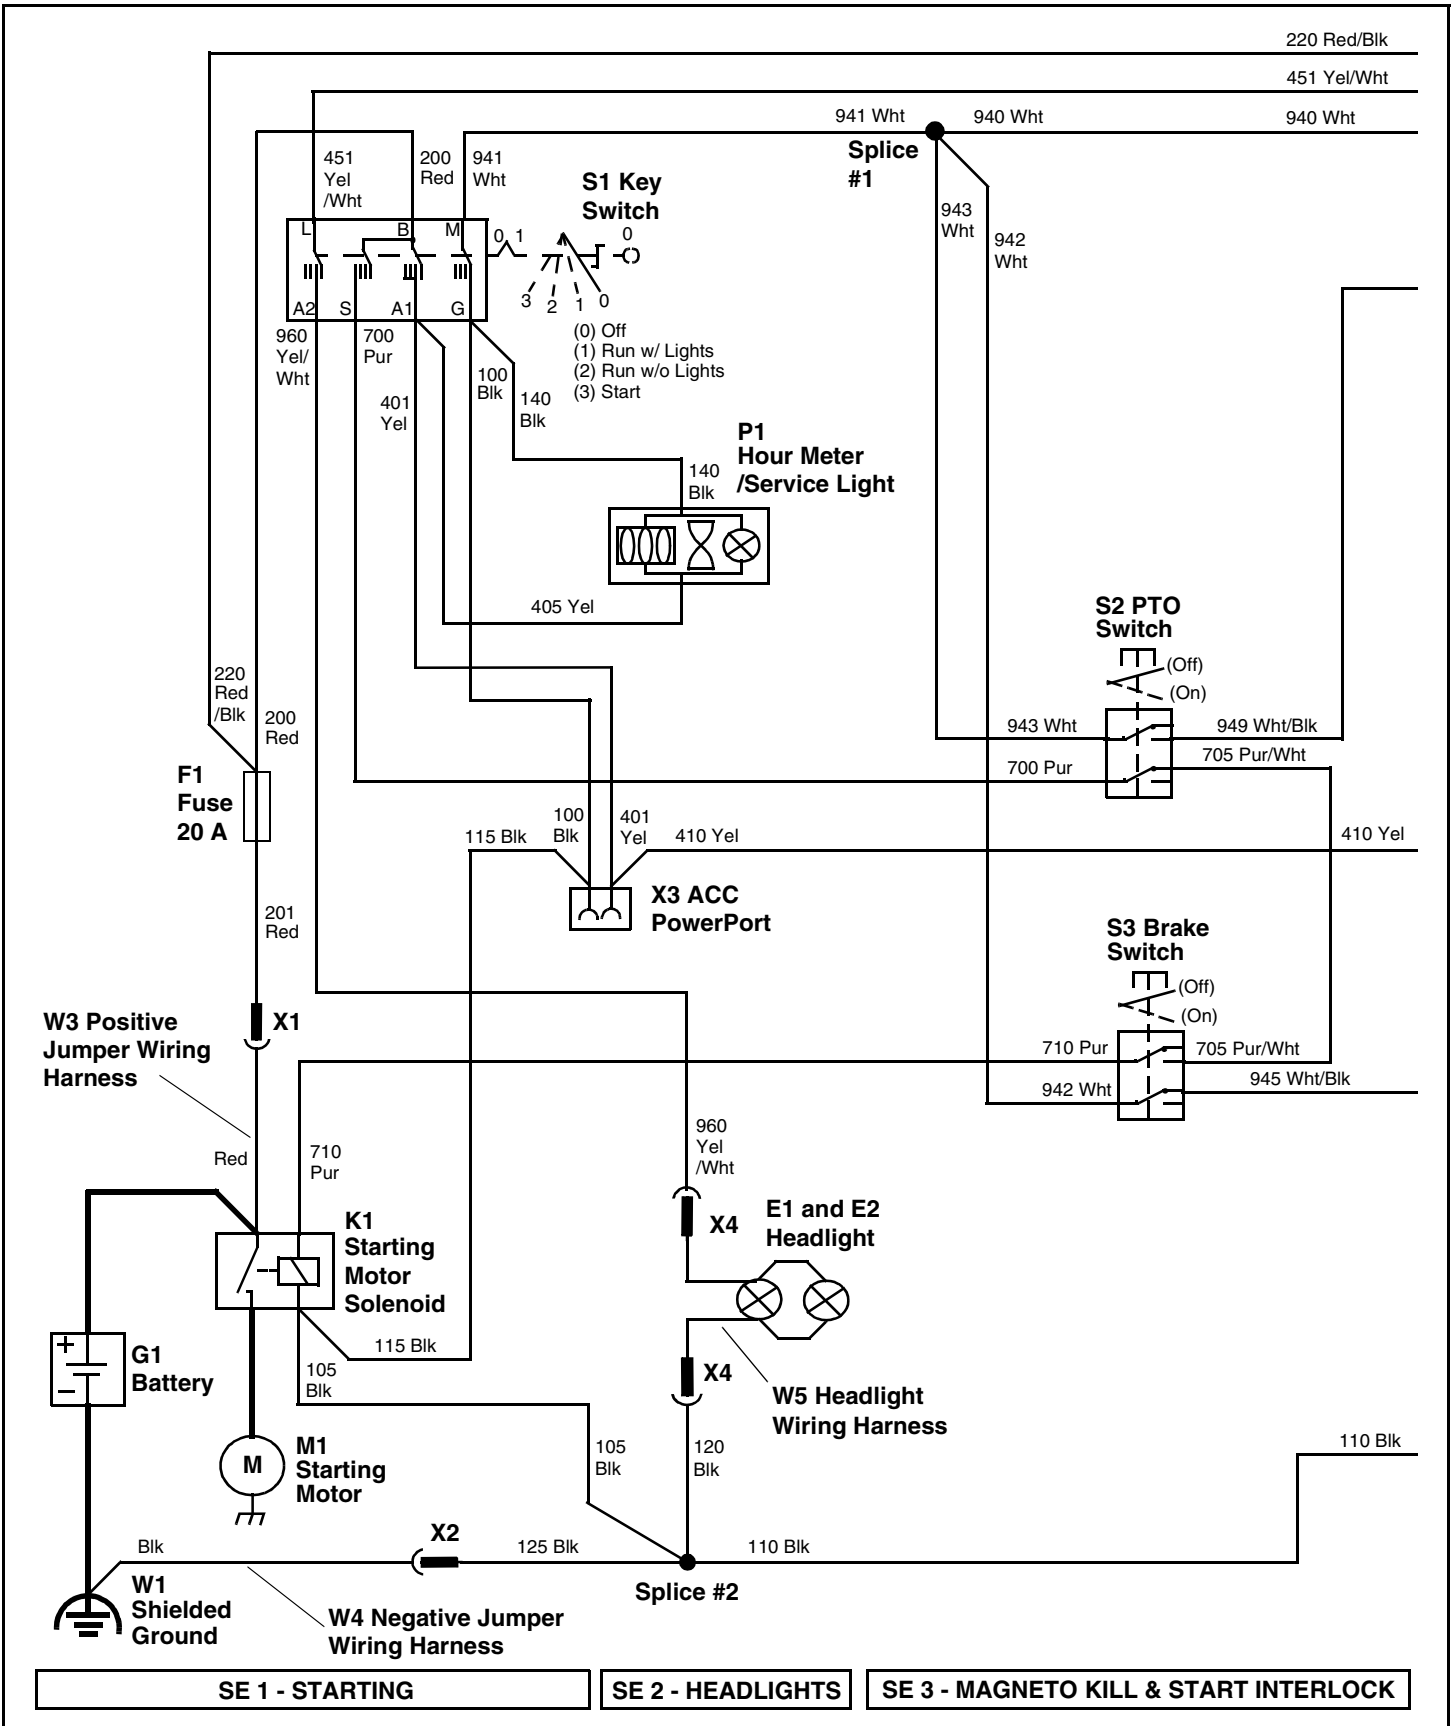 220 Red/Blk
451 Yel/Wht
941 Wht
940 Wht
940 Wht
Splice
#1
451
Yel
/Wht
200
Red
941
Wht
S1 Key
Switch
943
Wht
942
Wht
L
B
M
0
1
0
A2
S
A1
G
3
2
1
0
960
Yel/
Wht
700
Pur
(0) Off
(1) Run w/ Lights
(2) Run w/o Lights
(3) Start
100
Blk
140
Blk
401
Yel
P1
Hour Meter
/Service Light
140
Blk
405 Yel
S2 PTO
Switch
(Off)
(On)
220
Red
/Blk
200
Red
943 Wht
949 Wht/Blk
700 Pur
705 Pur/Wht
F1
Fuse
20 A
115 Blk
100
Blk
401
Yel
410 Yel
410 Yel
X3 ACC
PowerPort
201
Red
S3 Brake
Switch
(Off)
(On)
W3 Positive
Jumper Wiring
Harness
X1
710 Pur
705 Pur/Wht
942 Wht
945 Wht/Blk
Red
710
Pur
960
Yel
/Wht
K1
Starting
Motor
Solenoid
X4
E1 and E2
Headlight
115 Blk
105
Blk
+
−
G1
Battery
X4
W5 Headlight
Wiring Harness
M
M1
Starting
Motor
105
Blk
120
Blk
110 Blk
Blk
X2
125 Blk
110 Blk
Splice #2
W1
Shielded
Ground
W4 Negative Jumper
Wiring Harness
SE 1 - STARTING
SE 2 - HEADLIGHTS
SE 3 - MAGNETO KILL & START INTERLOCK